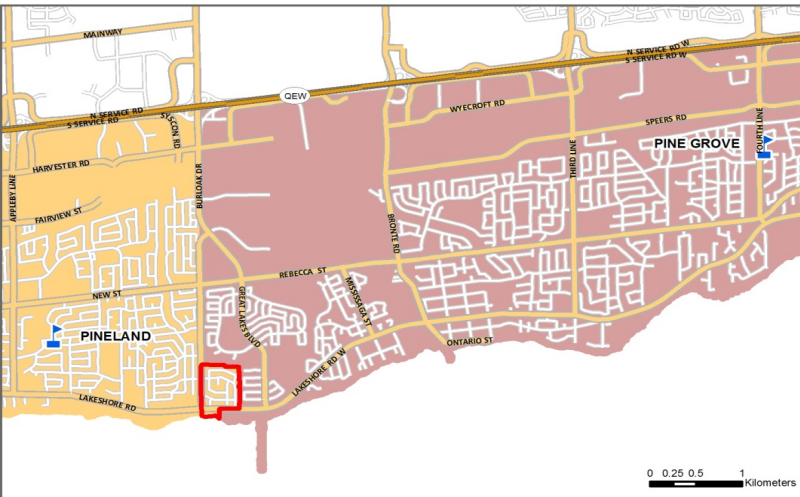 MAINWAY
N SERVICE RD W
S SERVICE RD W
QEW
WYECROFT RD
N SERVICE RD
S SERVICE RD
SYSCON RD
SPEERS RD
FOURTH LINE
PINE GROVE
THIRD LINE
HARVESTER RD
BURLOAK DR
APPLEBY LINE
FAIRVIEW ST
BRONTE RD
REBECCA ST
NEW ST
MISSISSAGA ST
GREAT LAKES BLVD
PINELAND
ONTARIO ST
LAKESHORE RD W
LAKESHORE RD
0 0.25 0.5 1
Kilometers